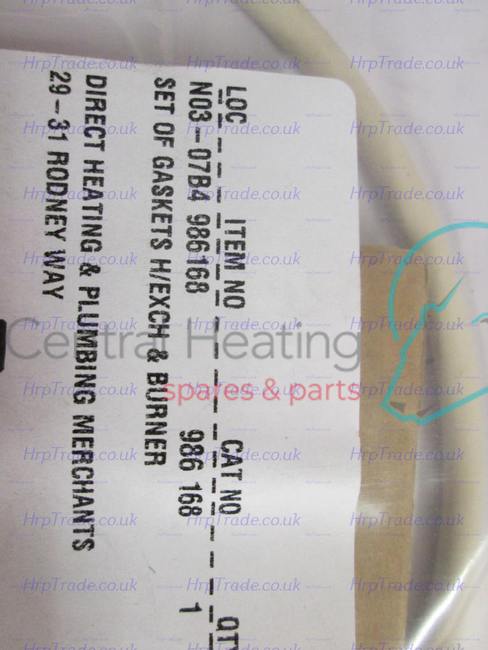 LOC ITEM NO CAT NO QTY
N03-07B4 986168 986 168 1
SET OF GASKETS H/EXCH & BURNER
DIRECT HEATING & PLUMBING MERCHANTS
29-31 RODNEY WAY
Central Heating
spares & parts
HrpTrade.co.uk